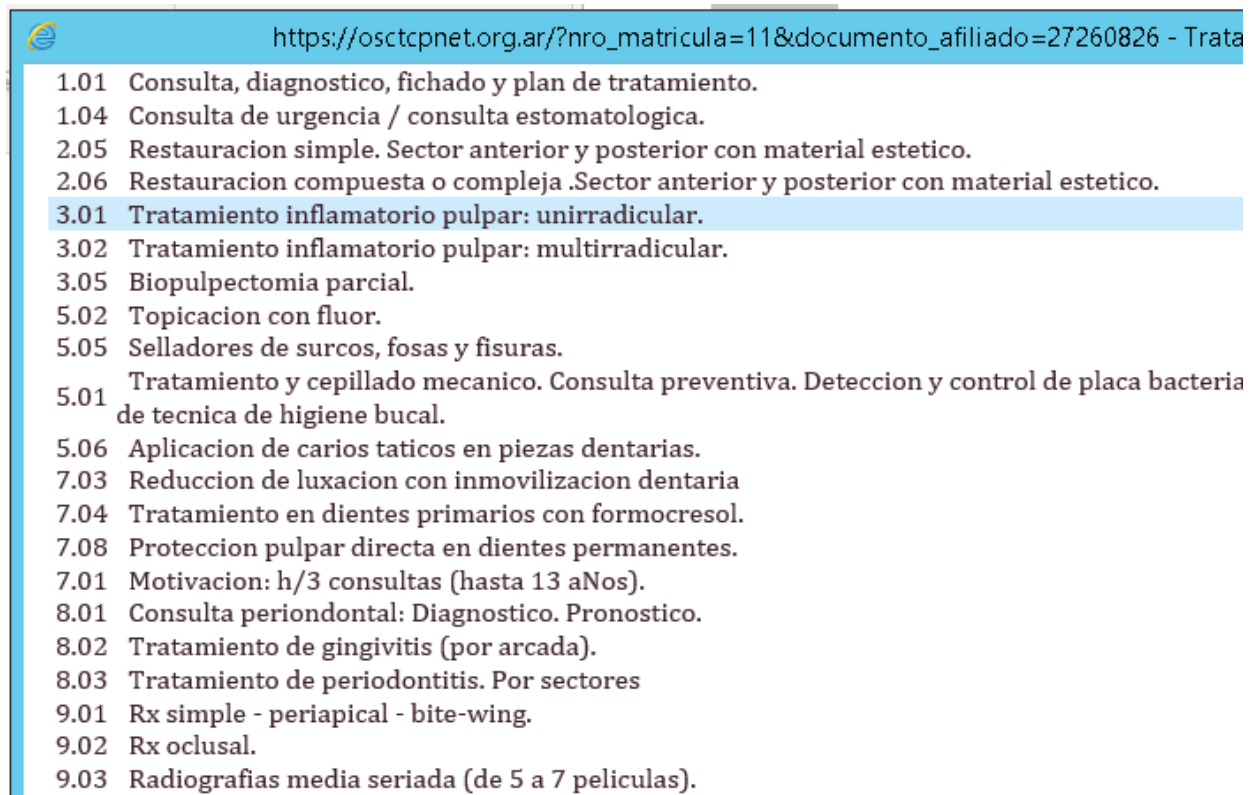 https://osctcpnet.org.ar/?nro_matricula=11&documento_afiliado=27260826 - Trata
1.01 Consulta, diagnostico, fichado y plan de tratamiento.
1.04 Consulta de urgencia / consulta estomatologica.
2.05 Restauracion simple. Sector anterior y posterior con material estetico.
2.06 Restauracion compuesta o compleja .Sector anterior y posterior con material estetico.
3.01 Tratamiento inflamatorio pulpar: unirradicular.
3.02 Tratamiento inflamatorio pulpar: multirradicular.
3.05 Biopulpectomia parcial.
5.02 Topicacion con fluor.
5.05 Selladores de surcos, fosas y fisuras.
5.01 Tratamiento y cepillado mecanico. Consulta preventiva. Deteccion y control de placa bacteria
de tecnica de higiene bucal.
5.06 Aplicacion de carios taticos en piezas dentarias.
7.03 Reduccion de luxacion con inmovilizacion dentaria
7.04 Tratamiento en dientes primarios con formocresol.
7.08 Proteccion pulpar directa en dientes permanentes.
7.01 Motivacion: h/3 consultas (hasta 13 aNos).
8.01 Consulta periondontal: Diagnostico. Pronostico.
8.02 Tratamiento de gingivitis (por arcada).
8.03 Tratamiento de periodontitis. Por sectores
9.01 Rx simple - periapical - bite-wing.
9.02 Rx oclusal.
9.03 Radiografias media seriada (de 5 a 7 peliculas).